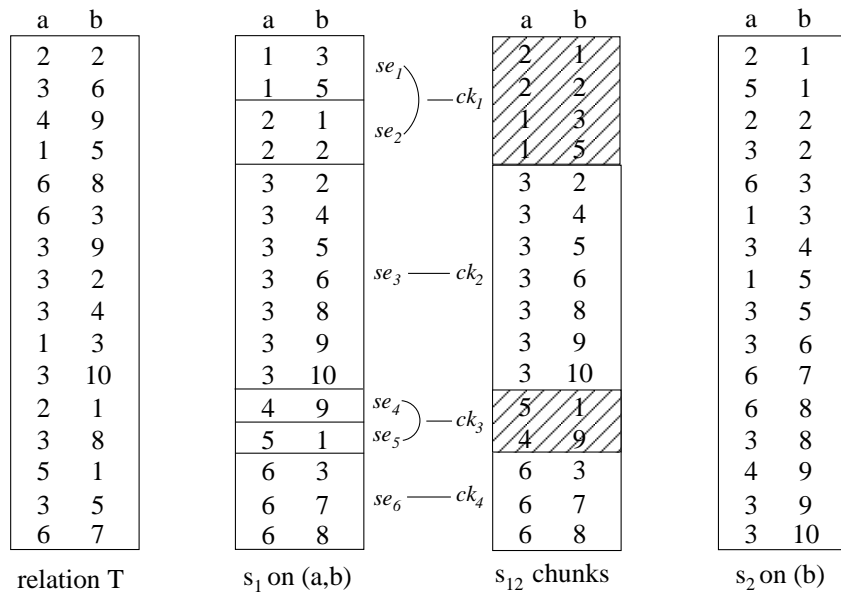 a b a b a b a b
2 2 1 3 2 1 2 1
3 6 se₁ 1 5 2 2 5 1
4 9 2 1 ck₁ 1 3 2 2
1 5 se₂ 2 2 1 5 3 2
6 8 3 2 3 2 6 3
6 3 3 4 3 4 1 3
3 9 3 5 3 5 3 4
3 2 3 6 se₃ ck₂ 3 6 1 5
3 4 3 8 3 8 3 5
1 3 3 9 3 9 3 6
3 10 3 10 3 10 6 7
2 1 4 9 se₄ 5 1 6 8
3 8 5 1 se₅ ck₃ 4 9 3 8
5 1 6 3 6 3 4 9
3 5 6 7 se₆ ck₄ 6 7 3 9
6 7 6 8 6 8 3 10
relation T s₁ on (a,b) s₁₂ chunks s₂ on (b)